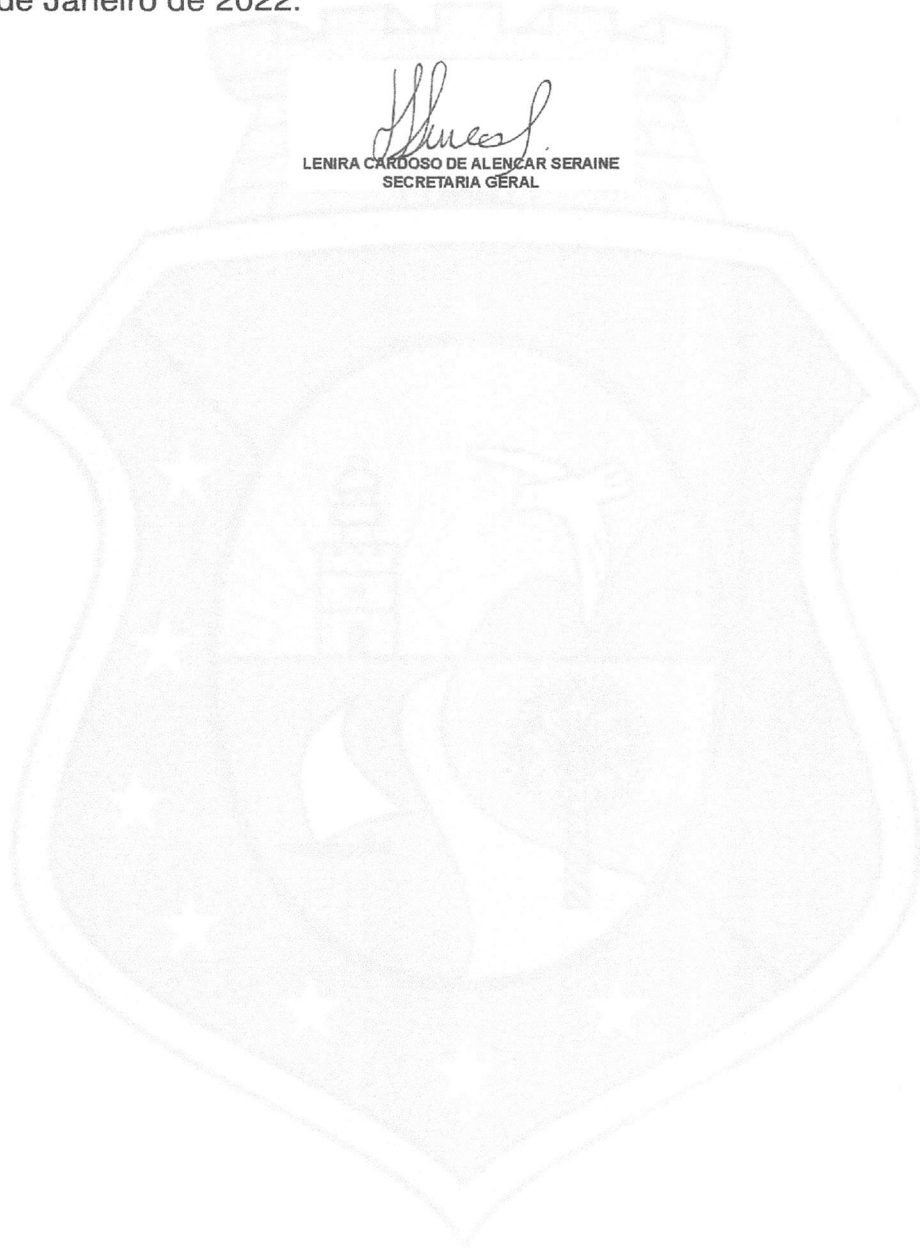 de Janeiro de 2022.
LENIRA CARDOSO DE ALENCAR SERAINE
SECRETARIA GERAL